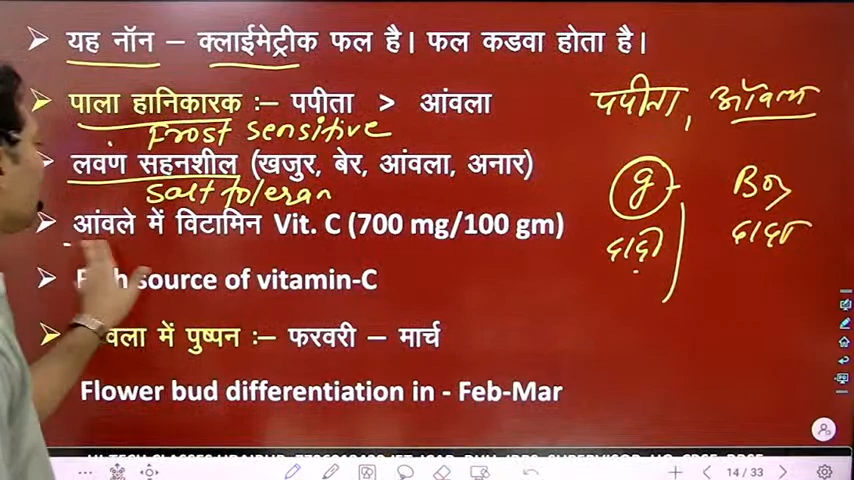 यह नॉन – क्लाईमेट्रीक फल है। फल कडवा होता है।
पाला हानिकारक :– पपीता > आंवला
पपीता, आँवला
Frost sensitive
लवण सहनशील (खजुर, बेर, आंवला, अनार)
Salt toleran
g Boy
दादी दादा
आंवले में विटामिन Vit. C (700 mg/100 gm)
source of vitamin-C
में पुष्पन :– फरवरी – मार्च
Flower bud differentiation in - Feb-Mar
14 / 33